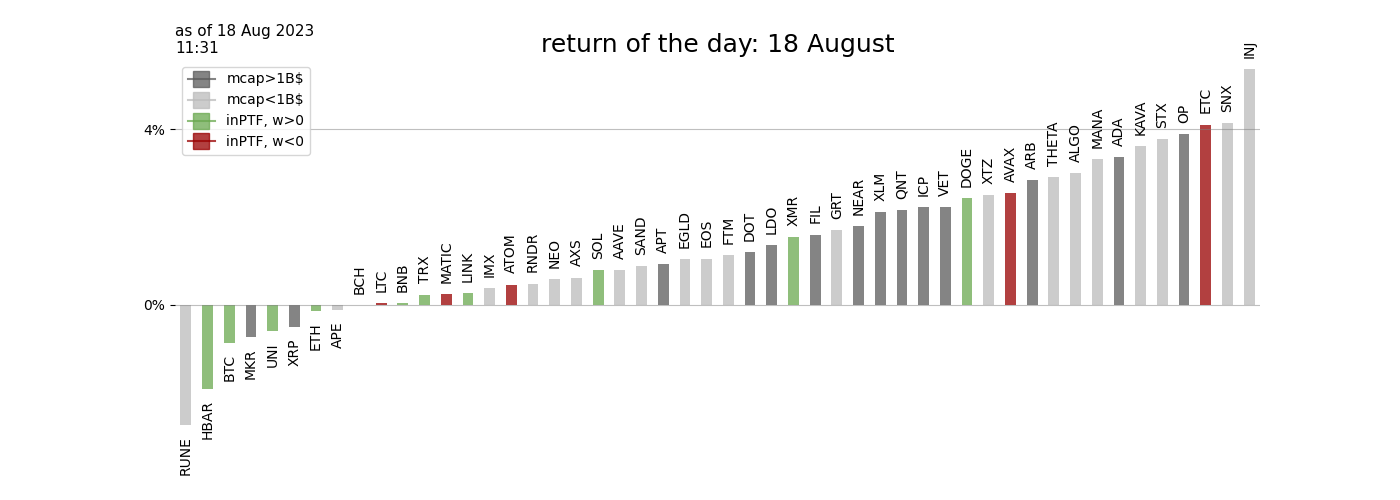 as of 18 Aug 2023
11:31
return of the day: 18 August
mcap>1B$
mcap<1B$
inPTF, w>0
inPTF, w<0
4%
0%
RUNE
HBAR
BTC
MKR
UNI
XRP
ETH
APE
BCH
LTC
BNB
TRX
MATIC
LINK
IMX
ATOM
RNDR
NEO
AXS
SOL
AAVE
SAND
APT
EGLD
EOS
FTM
DOT
LDO
XMR
FIL
GRT
NEAR
XLM
QNT
ICP
VET
DOGE
XTZ
AVAX
ARB
THETA
ALGO
MANA
ADA
KAVA
STX
OP
ETC
SNX
INJ